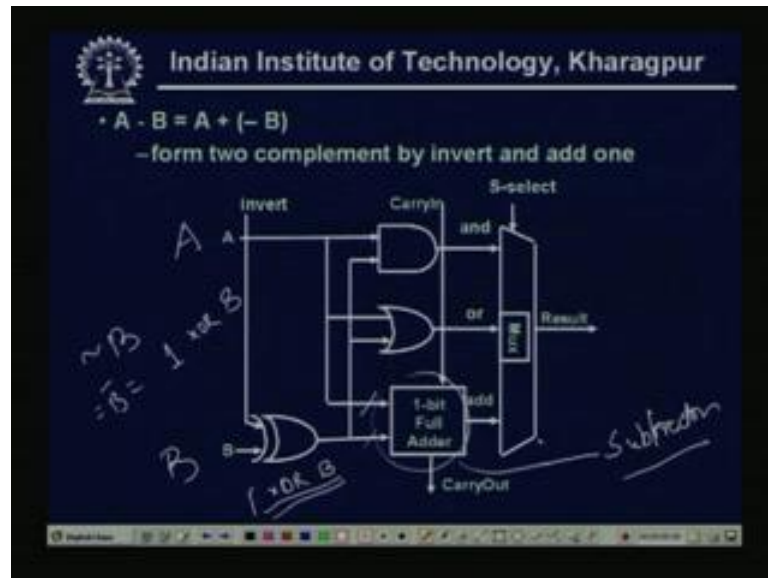 Indian Institute of Technology, Kharagpur
• A - B = A + (– B)
–form two complement by invert and add one
S-select
Invert
CarryIn
and
A A
or
Result
Mux
~B
= B̅ = 1 XOR B
1-bit
Full
Adder
add
Subtraction
B B
1 XOR B
CarryOut